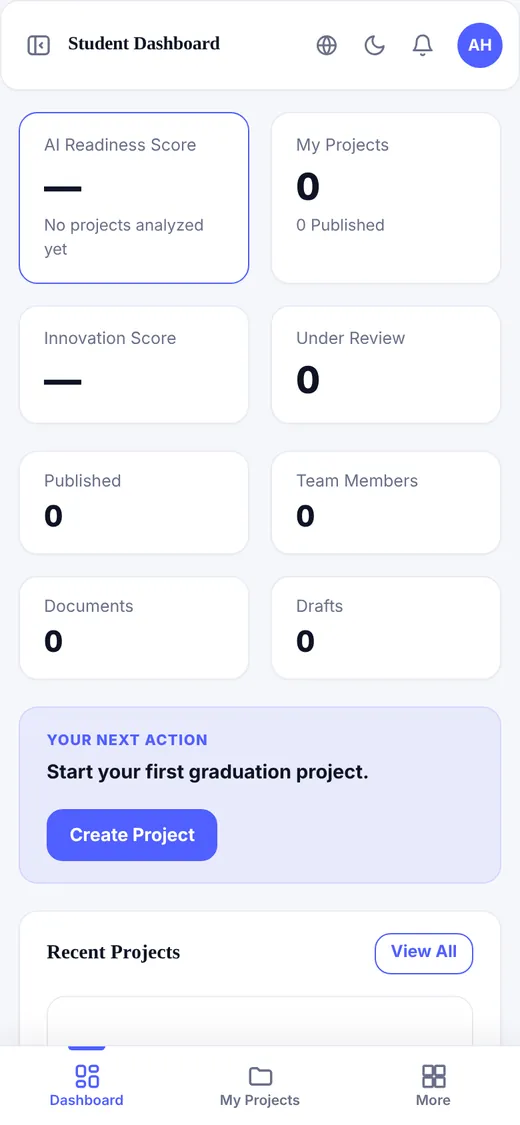 Student Dashboard
AH
AI Readiness Score
—
No projects analyzed
yet
My Projects
0
0 Published
Innovation Score
—
Under Review
0
Published
0
Team Members
0
Documents
0
Drafts
0
YOUR NEXT ACTION
Start your first graduation project.
Create Project
Recent Projects
View All
Dashboard
My Projects
More